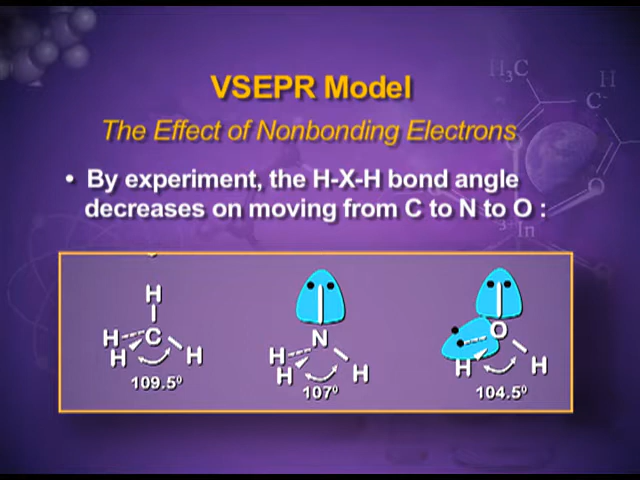 VSEPR Model
The Effect of Nonbonding Electrons
• By experiment, the H-X-H bond angle
decreases on moving from C to N to O :
H₃C
H
C
3+In
H
H C H
H
109.5⁰
N
H H H
107⁰
O
H H
104.5⁰